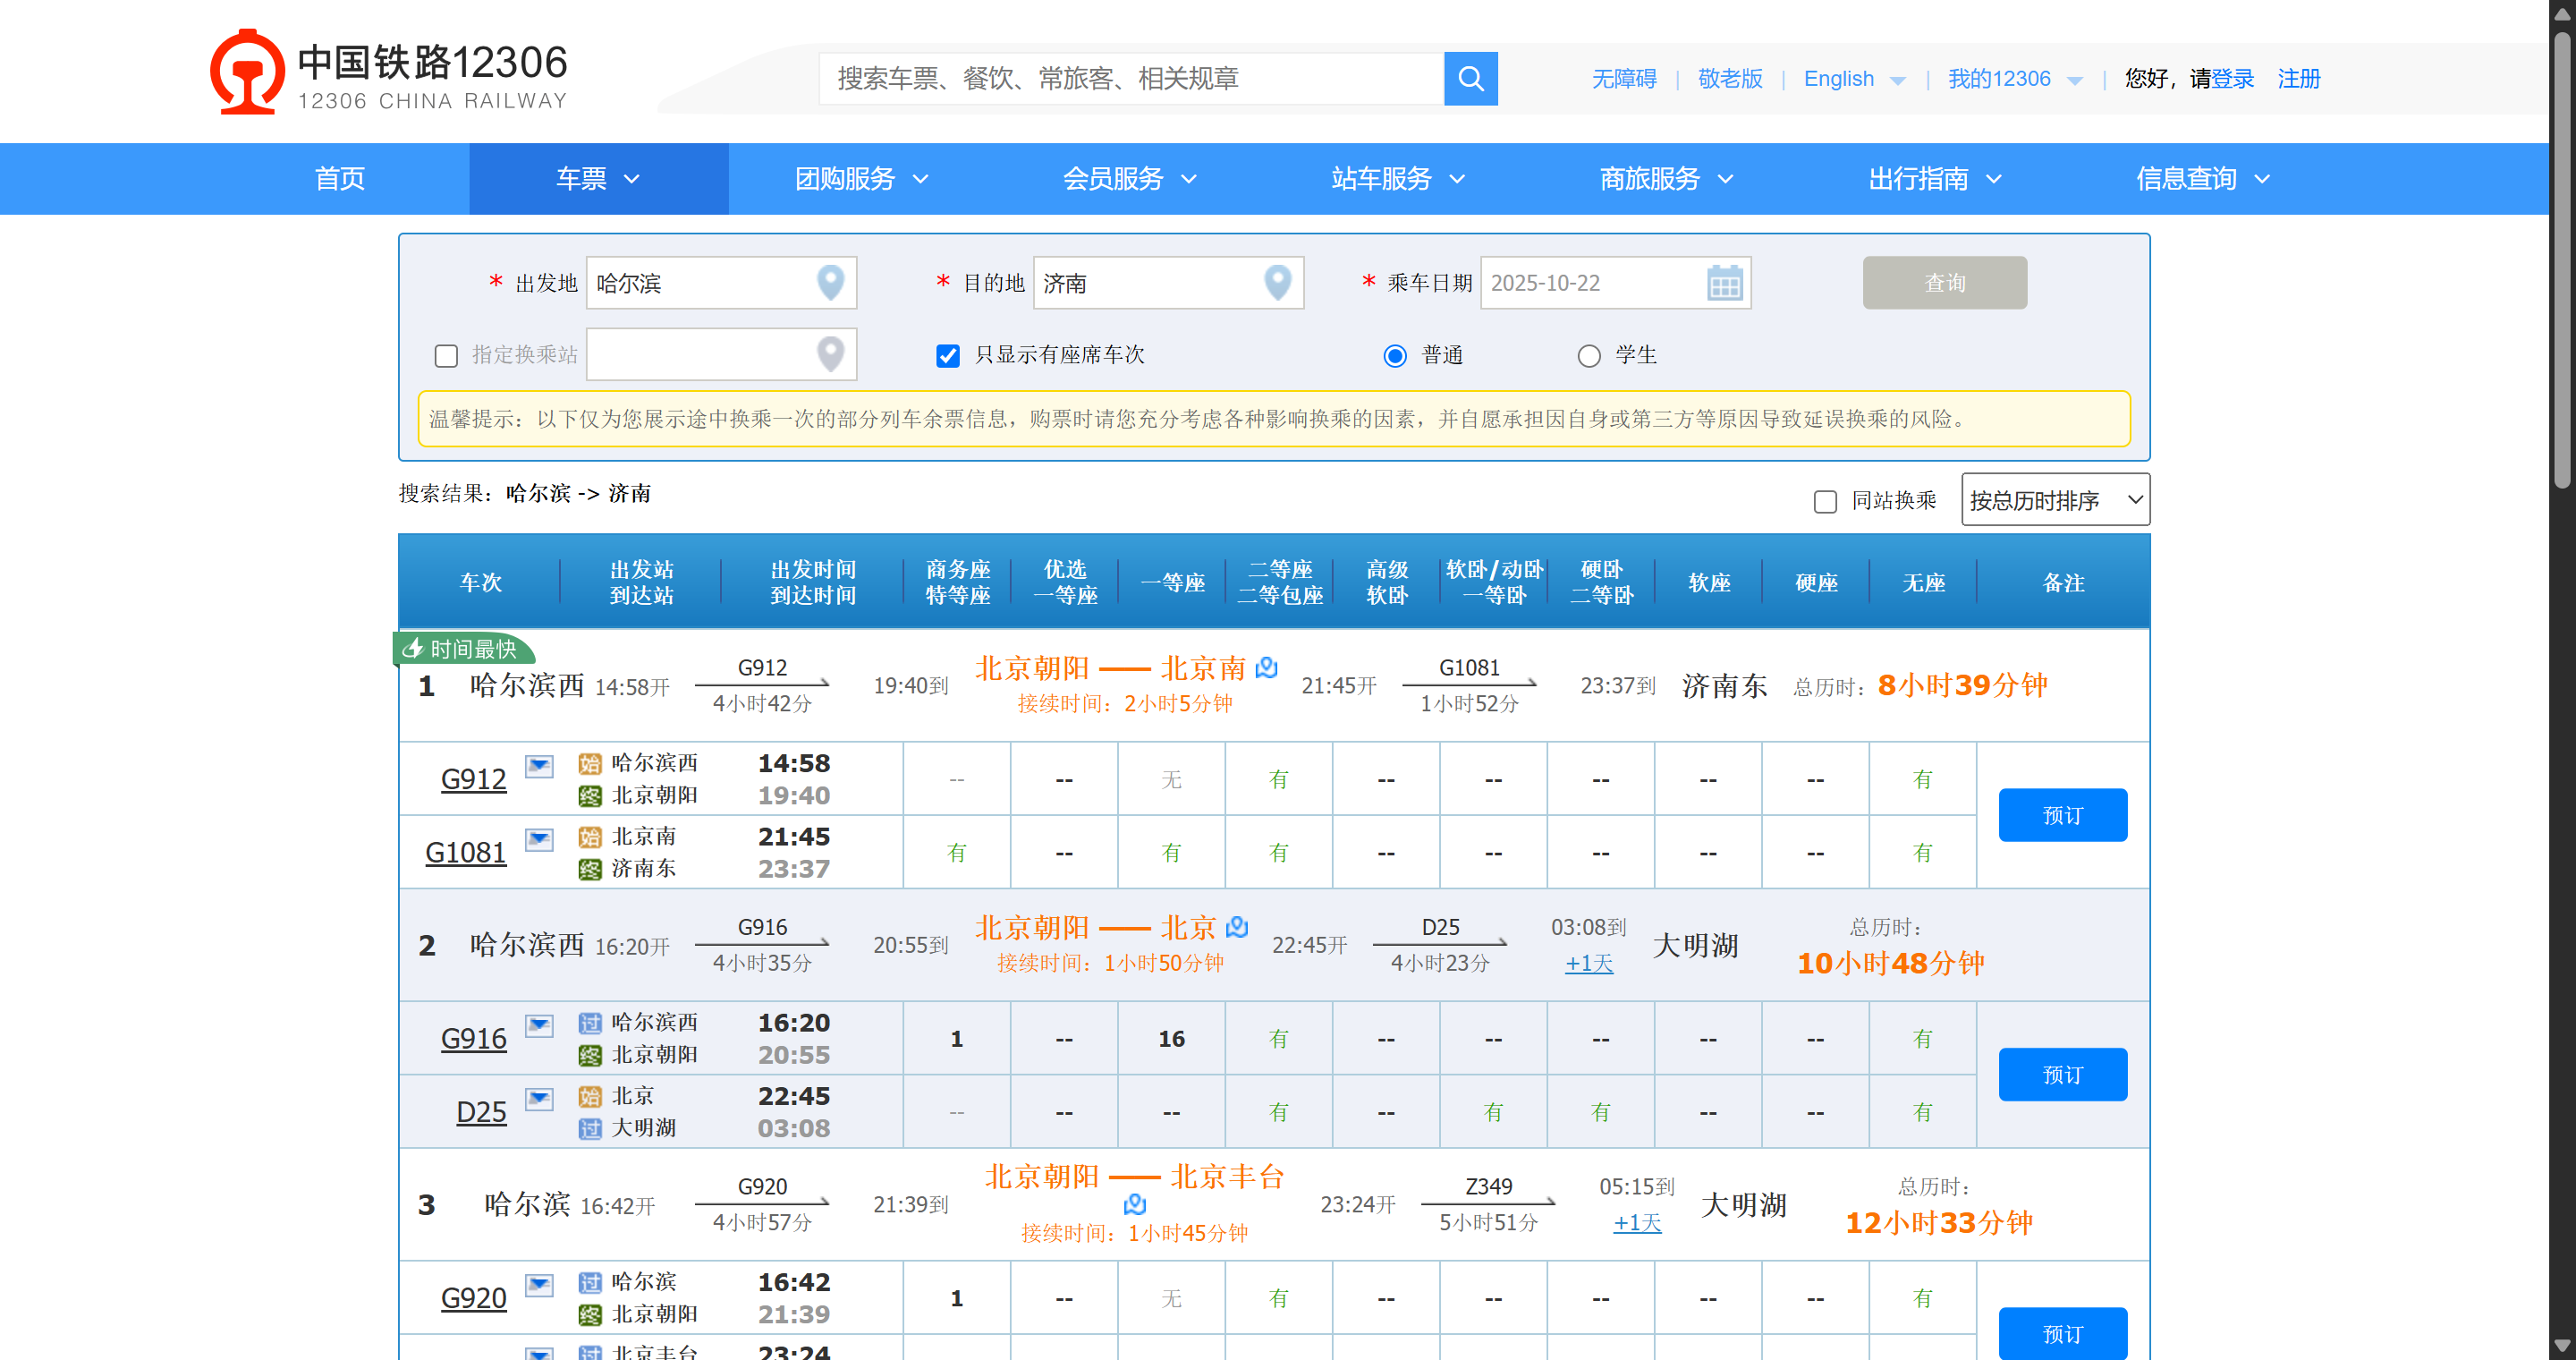 中国铁路12306
12306 CHINA RAILWAY
搜索车票、餐饮、常旅客、相关规章
无障碍 | 敬老版 | English | 我的12306 | 您好，请登录 注册
首页 车票 团购服务 会员服务 站车服务 商旅服务 出行指南 信息查询
* 出发地 哈尔滨 * 目的地 济南 * 乘车日期 2025-10-22 查询
指定换乘站 只显示有座席车次 普通 学生
温馨提示：以下仅为您展示途中换乘一次的部分列车余票信息，购票时请您充分考虑各种影响换乘的因素，并自愿承担因自身或第三方等原因导致延误换乘的风险。
搜索结果：哈尔滨 -> 济南
同站换乘 按总历时排序
车次 出发站 出发时间 商务座 优选 一等座 二等座 高级 软卧/动卧 硬卧 软座 硬座 无座 备注
到达站 到达时间 特等座 一等座 二等包座 软卧 一等卧 二等卧
时间最快
1 哈尔滨西 14:58开 G912 19:40到 北京朝阳 —— 北京南 21:45开 G1081 23:37到 济南东 总历时：8小时39分钟
4小时42分 接续时间：2小时5分钟 1小时52分
G912 始 哈尔滨西 14:58 -- -- 无 有 -- -- -- -- -- 有 预订
终 北京朝阳 19:40
G1081 始 北京南 21:45 有 -- 有 有 -- -- -- -- -- 有
终 济南东 23:37
2 哈尔滨西 16:20开 G916 20:55到 北京朝阳 —— 北京 22:45开 D25 03:08到 大明湖 总历时：
4小时35分 接续时间：1小时50分钟 4小时23分 +1天 10小时48分钟
G916 过 哈尔滨西 16:20 1 -- 16 有 -- -- -- -- -- 有 预订
终 北京朝阳 20:55
D25 始 北京 22:45 -- -- -- 有 -- 有 有 -- -- 有
过 大明湖 03:08
3 哈尔滨 16:42开 G920 21:39到 北京朝阳 —— 北京丰台 23:24开 Z349 05:15到 大明湖 总历时：
4小时57分 接续时间：1小时45分钟 5小时51分 +1天 12小时33分钟
G920 过 哈尔滨 16:42 1 -- 无 有 -- -- -- -- -- 有 预订
终 北京朝阳 21:39
过 北京丰台 23:24